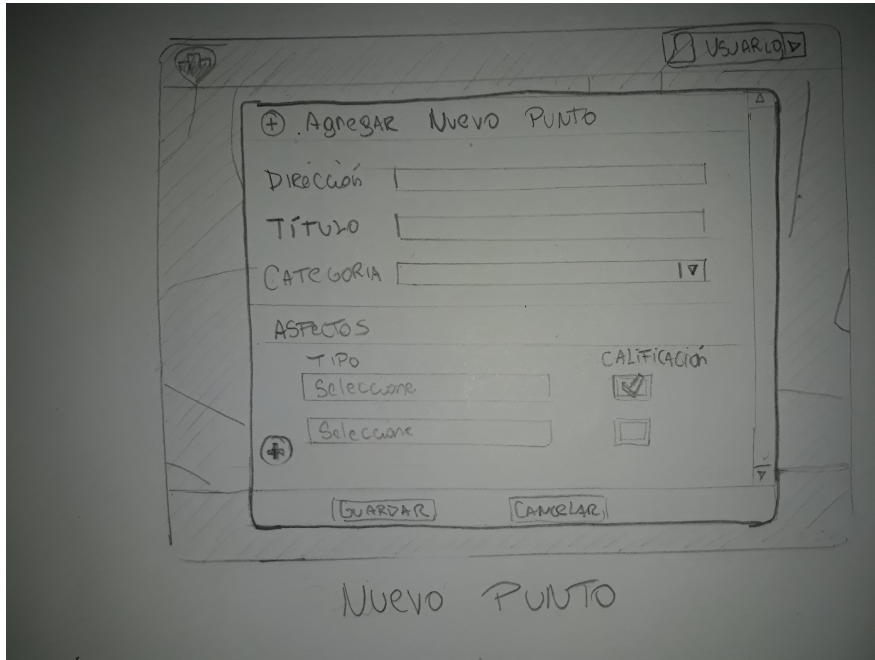 USUARIO
Agregar Nuevo Punto
Dirección
Título
Categoria
Aspectos
Tipo Calificación
Seleccione
Seleccione
Guardar Cancelar
Nuevo Punto